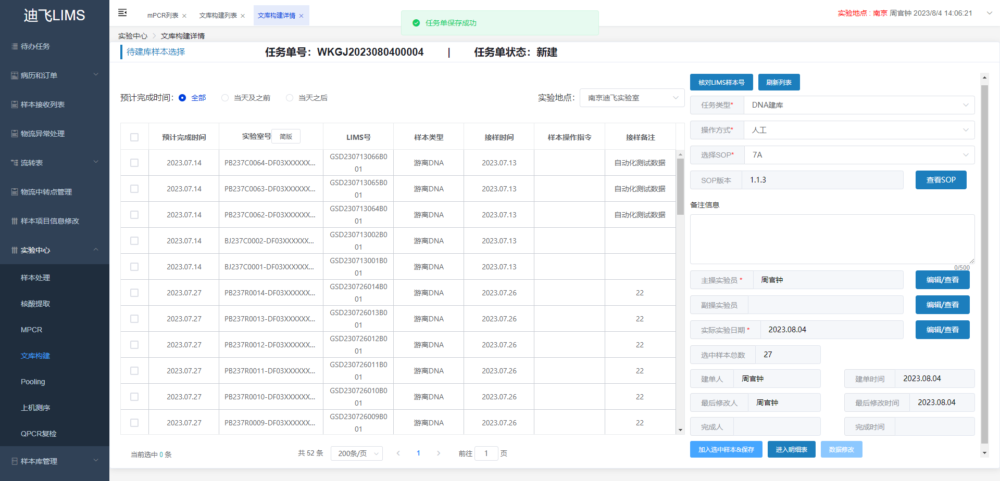 迪飞LIMS
待办任务
病历和订单
样本接收列表
物流异常处理
流转表
物流中转点管理
样本项目信息修改
实验中心
样本处理
核酸提取
MPCR
文库构建
Pooling
上机测序
QPCR复检
样本库管理
mPCR列表 × 文库构建列表 × 文库构建详情 ×
任务单保存成功
实验地点 : 南京 周官钟 2023/8/4 14:06:21
实验中心 > 文库构建详情
待建库样本选择 任务单号：WKGJ2023080400004 | 任务单状态：新建
预计完成时间： 全部 当天及之前 当天之后 实验地点： 南京迪飞实验室
预计完成时间 实验室号 简版 LIMS号 样本类型 接样时间 样本操作指令 接样备注
2023.07.14 PB237C0064-DF03XXXXXX... GSD230713066B001 游离DNA 2023.07.13 自动化测试数据
2023.07.14 PB237C0063-DF03XXXXXX... GSD230713065B001 游离DNA 2023.07.13 自动化测试数据
2023.07.14 PB237C0062-DF03XXXXXX... GSD230713064B001 游离DNA 2023.07.13 自动化测试数据
2023.07.14 BJ237C0002-DF03XXXXXX... GSD230713002B001 游离DNA 2023.07.13
2023.07.14 BJ237C0001-DF03XXXXXX... GSD230713001B001 游离DNA 2023.07.13
2023.07.27 PB237R0014-DF03XXXXXX... GSD230726014B001 游离DNA 2023.07.26 22
2023.07.27 PB237R0013-DF03XXXXXX... GSD230726013B001 游离DNA 2023.07.26 22
2023.07.27 PB237R0012-DF03XXXXXX... GSD230726012B001 游离DNA 2023.07.26 22
2023.07.27 PB237R0011-DF03XXXXXX... GSD230726011B001 游离DNA 2023.07.26 22
2023.07.27 PB237R0010-DF03XXXXXX... GSD230726010B001 游离DNA 2023.07.26 22
2023.07.27 PB237R0009-DF03XXXXXX... GSD230726009B001 游离DNA 2023.07.26 22
当前选中 0 条 共 52 条 200条/页 < 1 > 前往 1 页
核对LIMS样本号 刷新列表
任务类型* DNA建库
操作方式* 人工
选择SOP* 7A
SOP版本 1.1.3 查看SOP
备注信息
0/500
主操实验员 * 周官钟 编辑/查看
副操实验员 编辑/查看
实际实验日期 * 2023.08.04 编辑/查看
选中样本总数 27
建单人 周官钟 建单时间 2023.08.04
最后修改人 周官钟 最后修改时间 2023.08.04
完成人 完成时间
加入选中样本&保存 进入明细表 数据修改